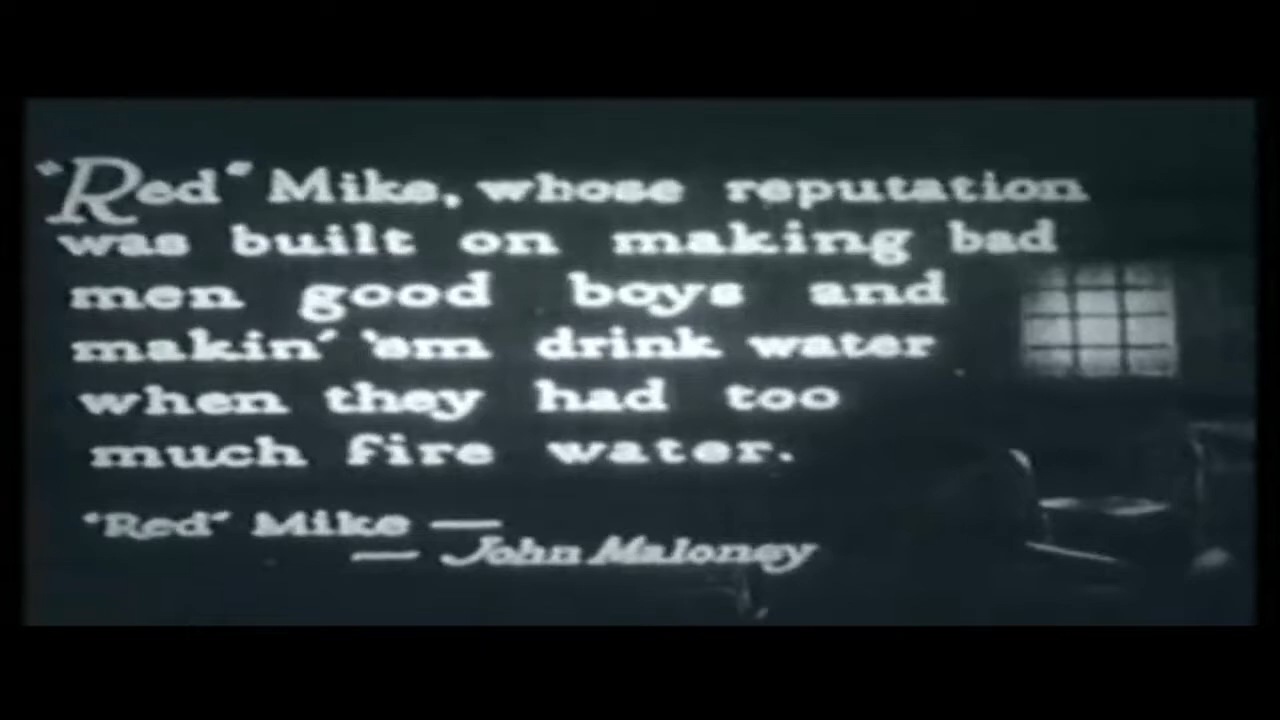 "Red" Mike, whose reputation
was built on making bad
men good boys and
makin' 'em drink water
when they had too
much fire water.
"Red" Mike —
— John Maloney